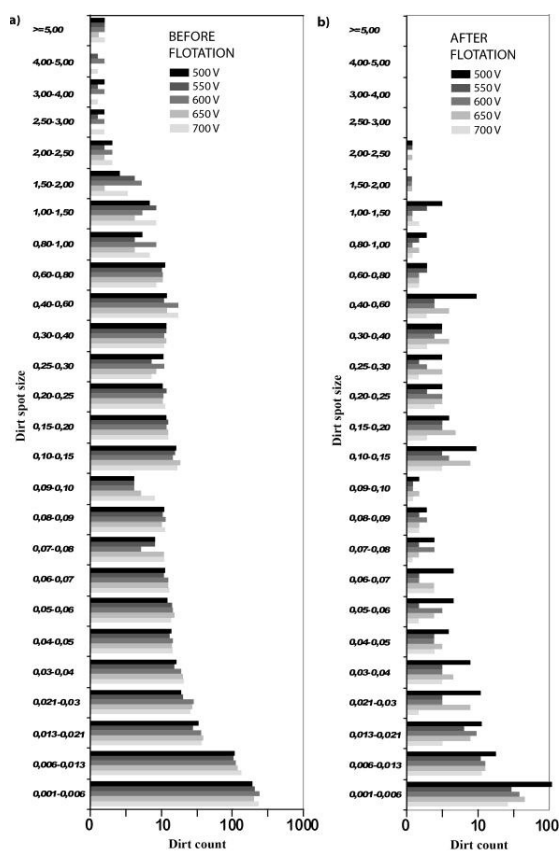 a)
BEFORE
FLOTATION
500 V
550 V
600 V
650 V
700 V
Dirt spot size
>=5,00
4,00-5,00
3,00-4,00
2,50-3,00
2,00-2,50
1,50-2,00
1,00-1,50
0,80-1,00
0,60-0,80
0,40-0,60
0,30-0,40
0,25-0,30
0,20-0,25
0,15-0,20
0,10-0,15
0,09-0,10
0,08-0,09
0,07-0,08
0,06-0,07
0,05-0,06
0,04-0,05
0,03-0,04
0,021-0,03
0,013-0,021
0,006-0,013
0,001-0,006
0 10 100 1000
Dirt count
b)
AFTER
FLOTATION
500 V
550 V
600 V
650 V
700 V
Dirt spot size
>=5,00
4,00-5,00
3,00-4,00
2,50-3,00
2,00-2,50
1,50-2,00
1,00-1,50
0,80-1,00
0,60-0,80
0,40-0,60
0,30-0,40
0,25-0,30
0,20-0,25
0,15-0,20
0,10-0,15
0,09-0,10
0,08-0,09
0,07-0,08
0,06-0,07
0,05-0,06
0,04-0,05
0,03-0,04
0,021-0,03
0,013-0,021
0,006-0,013
0,001-0,006
0 10 100
Dirt count